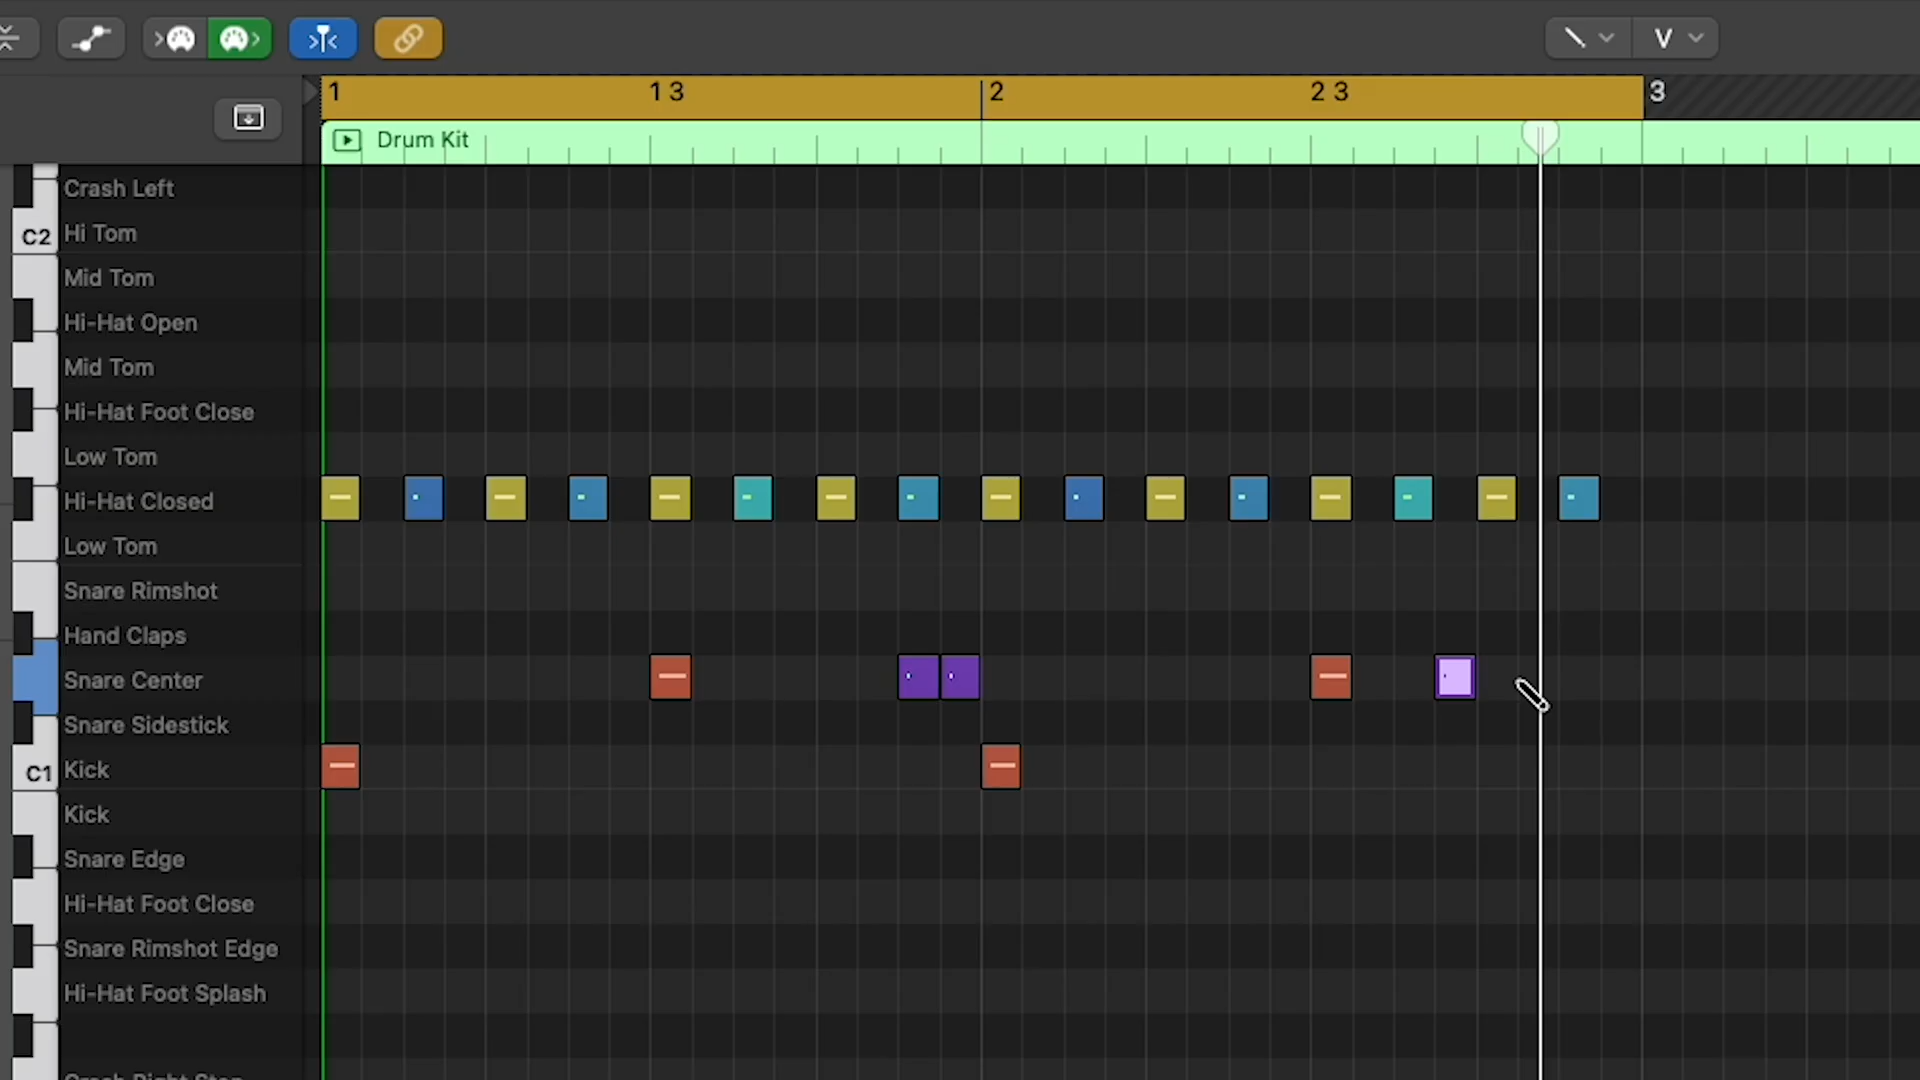 V
1 1 3 2 2 3 3
Drum Kit
Crash Left
C2 Hi Tom
Mid Tom
Hi-Hat Open
Mid Tom
Hi-Hat Foot Close
Low Tom
Hi-Hat Closed
Low Tom
Snare Rimshot
Hand Claps
Snare Center
Snare Sidestick
C1 Kick
Kick
Snare Edge
Hi-Hat Foot Close
Snare Rimshot Edge
Hi-Hat Foot Splash